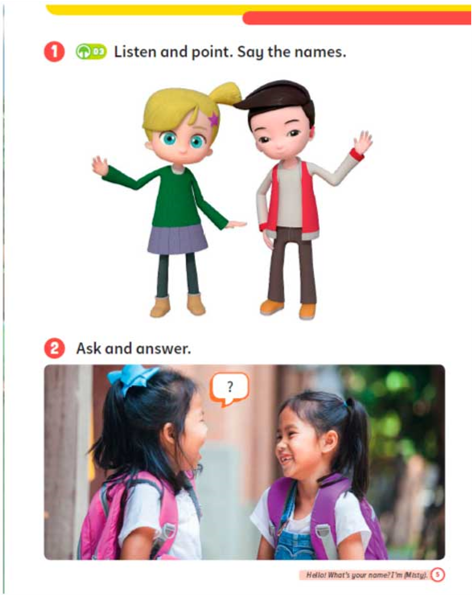 1 03 Listen and point. Say the names.
2 Ask and answer.
?
Hello! What's your name? I'm (Misty). 5